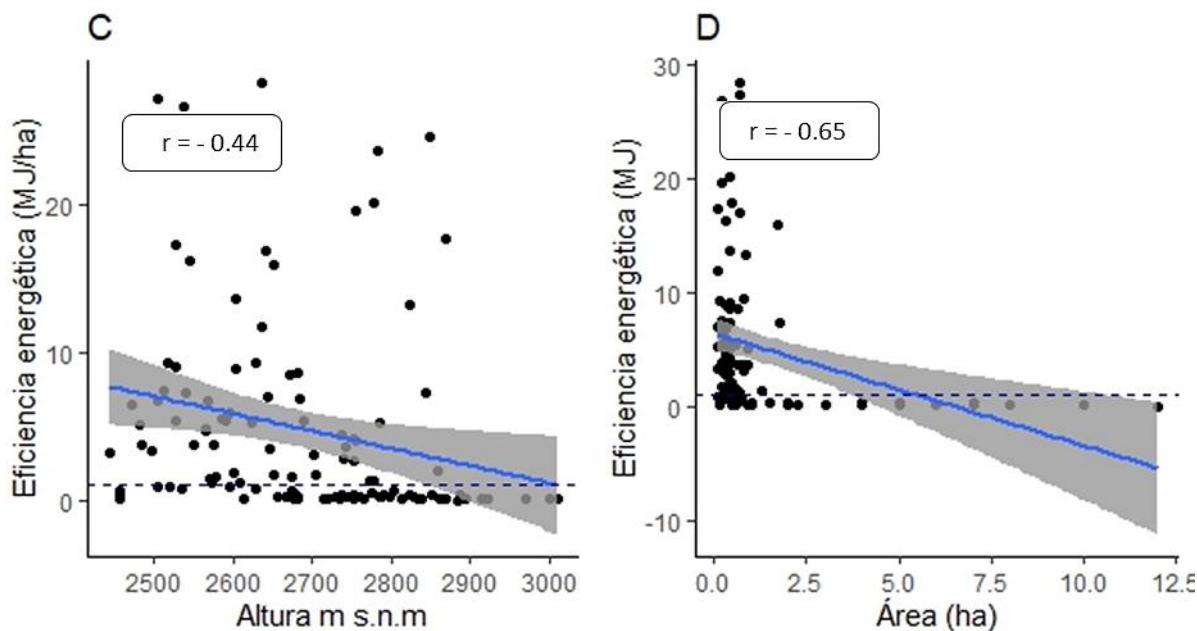 C
Eficiencia energética (MJ/ha)
20
10
0
r = - 0.44
2500 2600 2700 2800 2900 3000
Altura m s.n.m
D
Eficiencia energética (MJ)
30
20
10
0
-10
r = - 0.65
0.0 2.5 5.0 7.5 10.0 12.5
Área (ha)